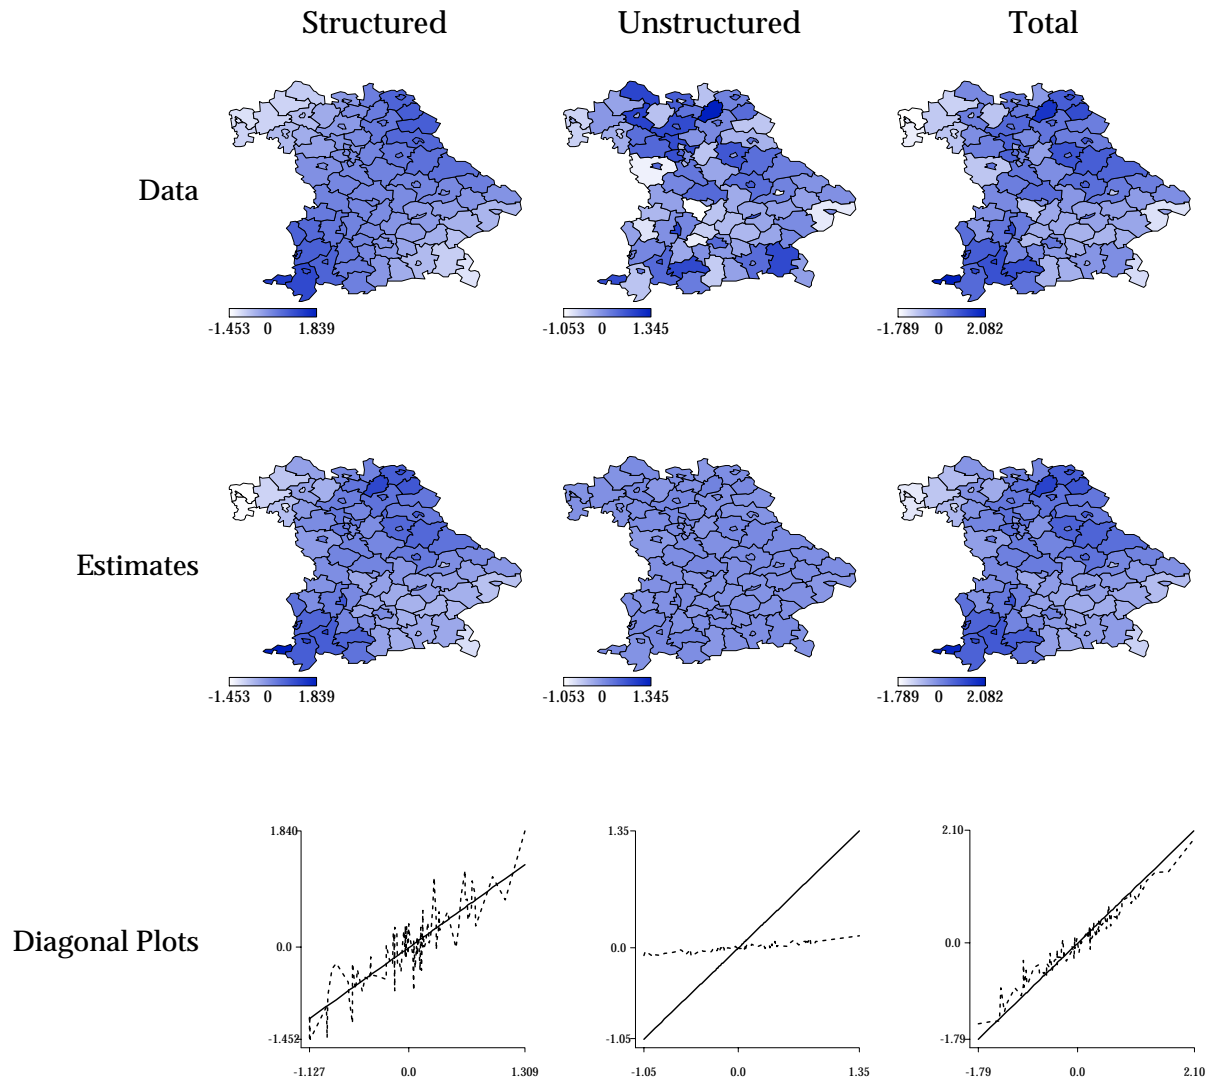 Structured Unstructured Total
Data
-1.453 0 1.839 -1.053 0 1.345 -1.789 0 2.082
Estimates
-1.453 0 1.839 -1.053 0 1.345 -1.789 0 2.082
Diagonal Plots
1.840
0.0
-1.452
-1.127 0.0 1.309
1.35
0.0
-1.05
-1.05 0.0 1.35
2.10
0.0
-1.79
-1.79 0.0 2.10